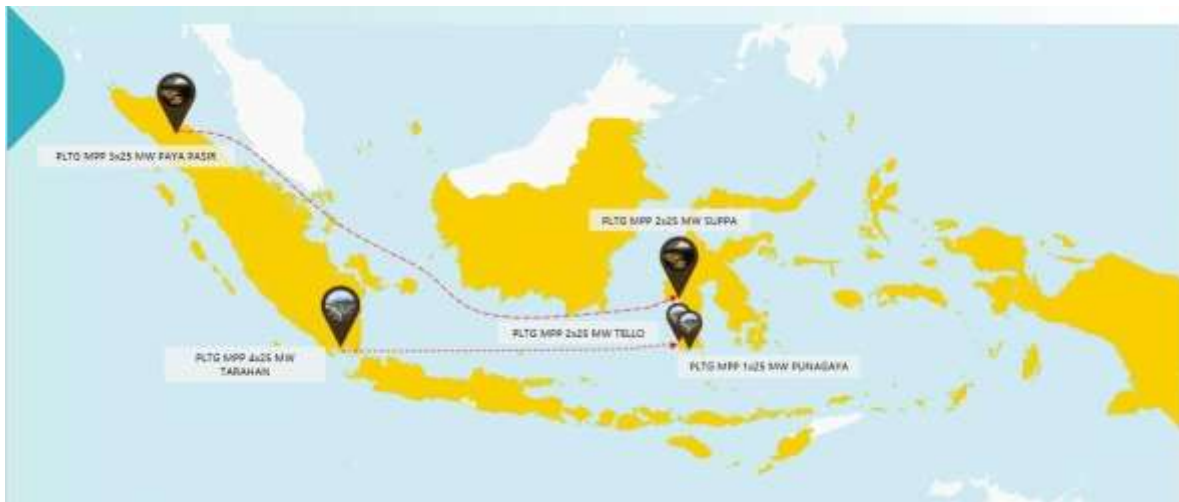 PLTG MPP 3x25 MW PAYA PASIR
PLTG MPP 2x25 MW SUPPA
PLTG MPP 2x25 MW TELLO
PLTG MPP 4x25 MW
TARAHAN
PLTG MPP 1x25 MW PUNAGAYA